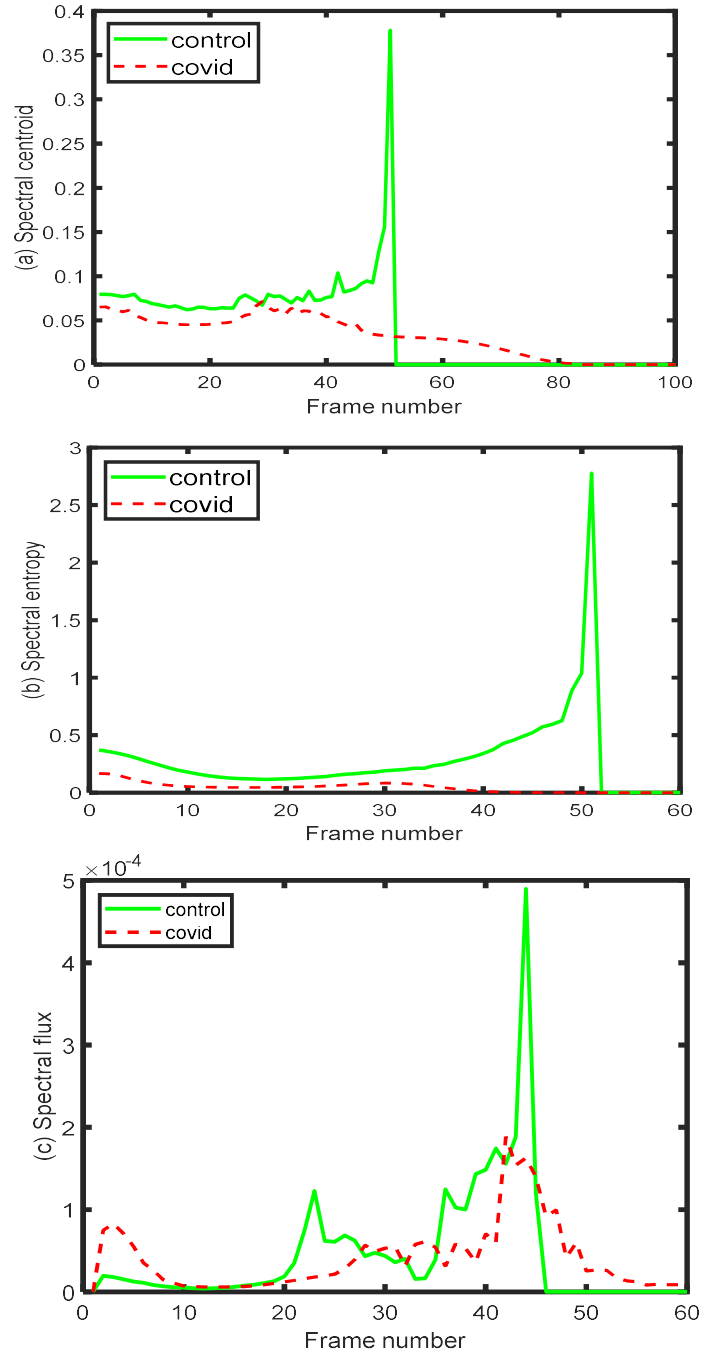 0.4
control
covid
0.35
0.3
0.25
0.2
0.15
0.1
0.05
0
(a) Spectral centroid
0 20 40 60 80 100
Frame number
3
control
covid
2.5
2
1.5
1
0.5
0
(b) Spectral entropy
0 10 20 30 40 50 60
Frame number
×10-4
5
control
covid
4
3
2
1
0
(c) Spectral flux
0 10 20 30 40 50 60
Frame number